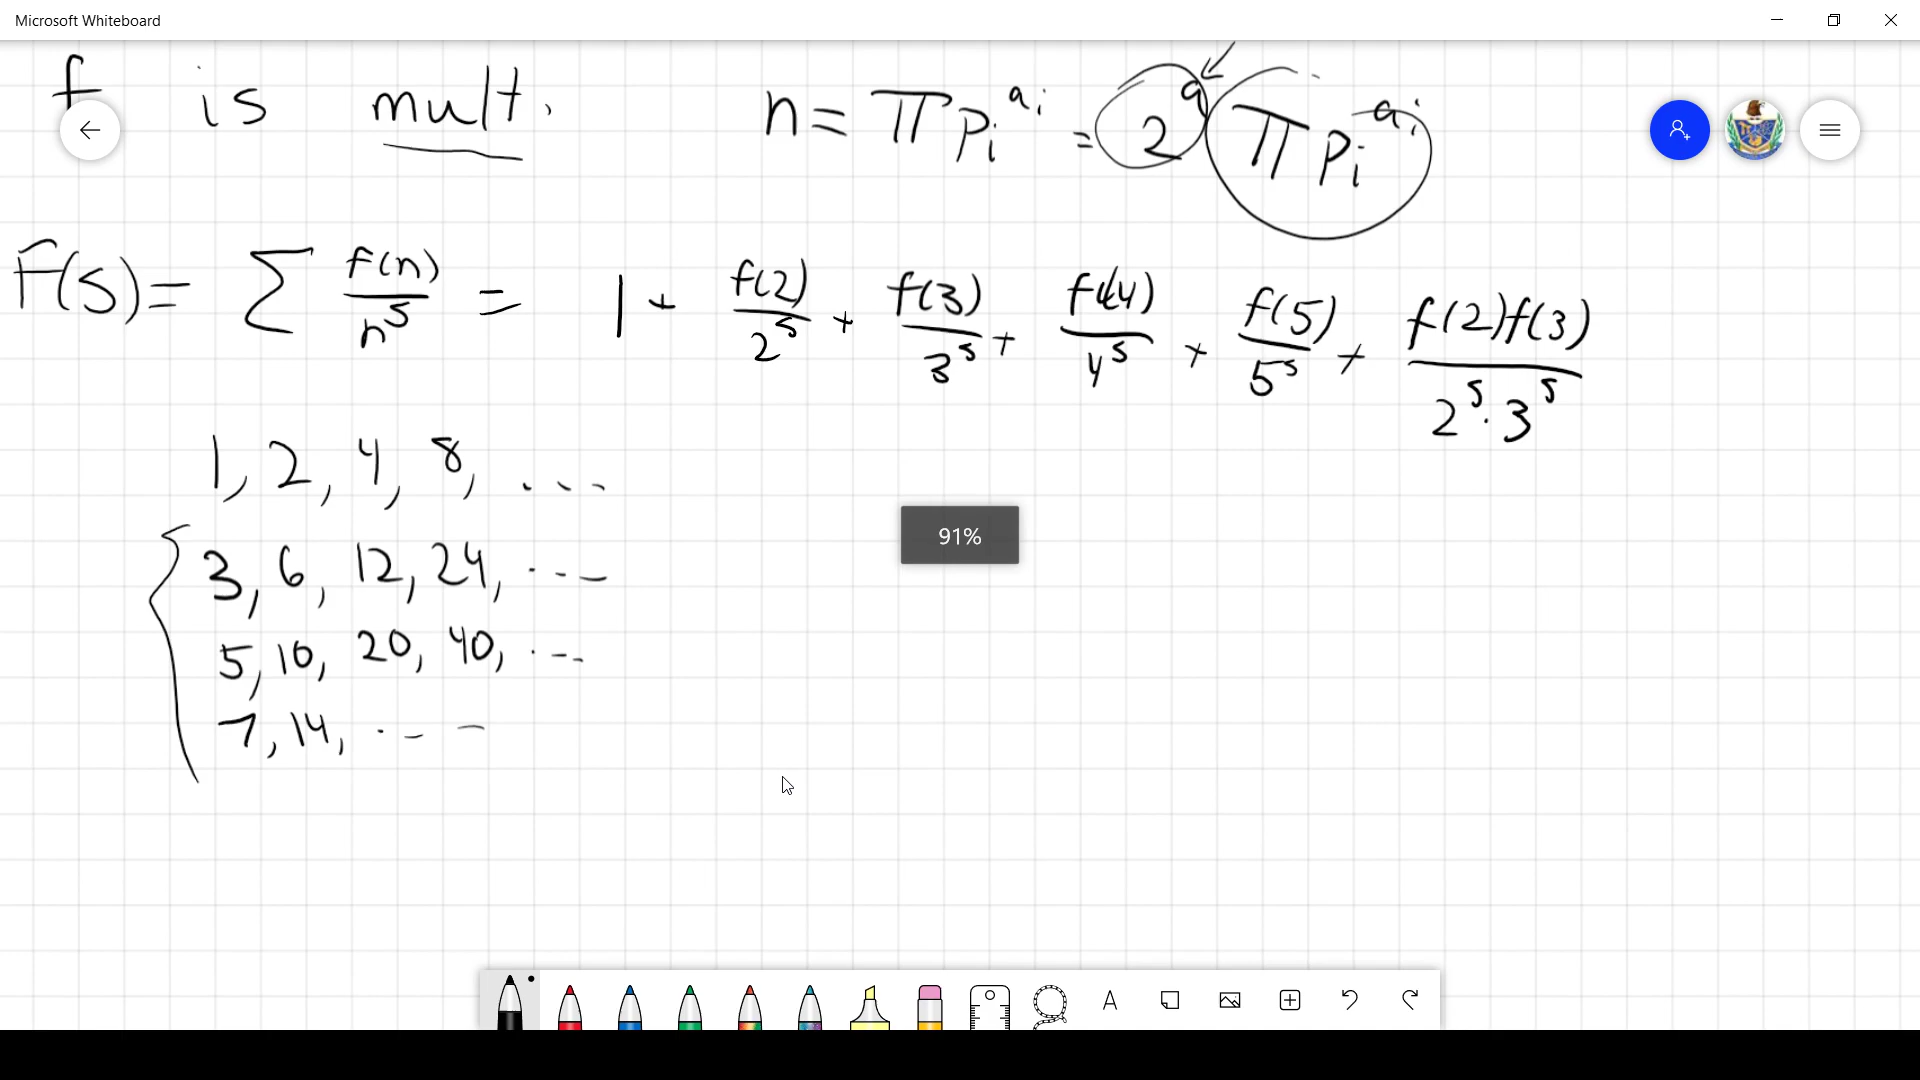 Microsoft Whiteboard
f is mult. n = Π pᵢ^aᵢ = 2^a Π pᵢ^aᵢ
F(s) = Σ f(n)/n^s = 1 + f(2)/2^s + f(3)/3^s + f(4)/4^s + f(5)/5^s + f(2)f(3)/2^s·3^s
1, 2, 4, 8, ...
3, 6, 12, 24, ...
5, 10, 20, 40, ...
7, 14, ...
91%